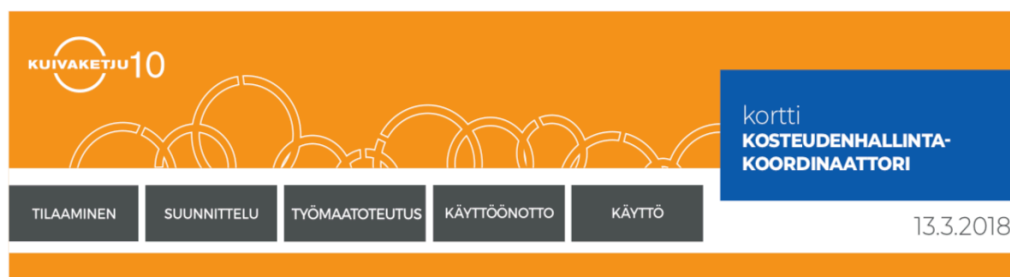 KUIVAKETJU10
kortti
KOSTEUDENHALLINTA-
KOORDINAATTORI
TILAAMINEN SUUNNITTELU TYÖMAATOTEUTUS KÄYTTÖÖNOTTO KÄYTTÖ
13.3.2018